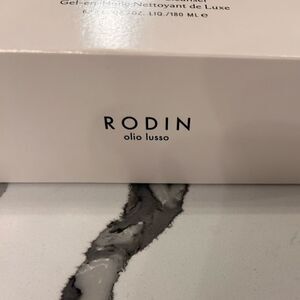 Gel-en-Huile Nettoyant de Luxe
OZ. LIQ./180 ML ℮
RODIN
olio lusso